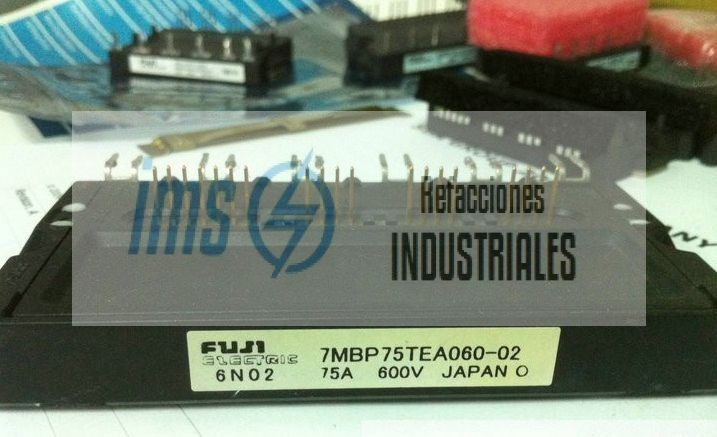 ims
Refacciones
INDUSTRIALES
FUJI
ELECTRIC
7MBP75TEA060-02
6N02
75A 600V JAPAN